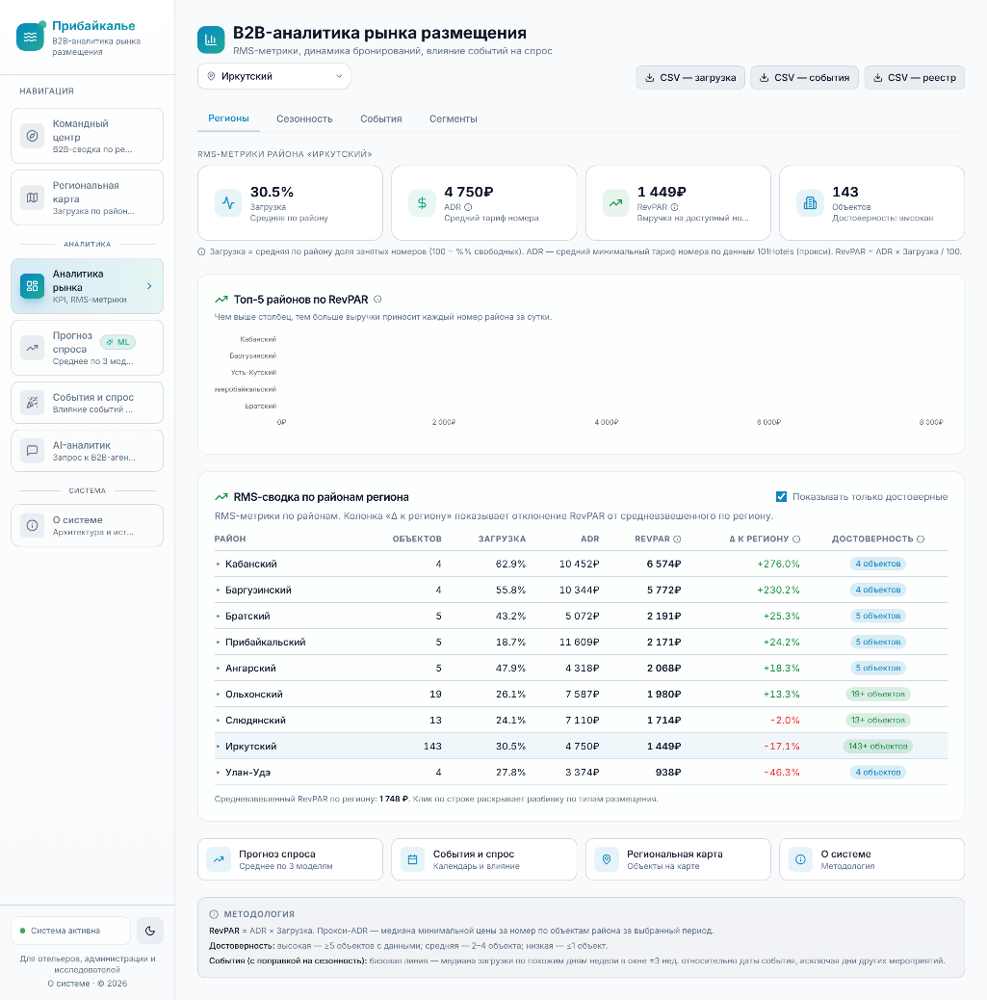 Прибайкалье
B2B-аналитика рынка
размещения
НАВИГАЦИЯ
Командный
центр
B2B-сводка по ре...
Региональная
карта
Загрузка по район...
АНАЛИТИКА
Аналитика
рынка
KPI, RMS-метрики
Прогноз
спроса
ML
Среднее по 3 мод...
События и спрос
Влияние событий ...
AI-аналитик
Запрос к B2B-аген...
СИСТЕМА
О системе
Архитектура и ист...
Система активна
Для отельеров, администрации и
исследователей
О системе · © 2026
B2B-аналитика рынка размещения
RMS-метрики, динамика бронирований, влияние событий на спрос
Иркутский
CSV — загрузка
CSV — события
CSV — реестр
Регионы Сезонность События Сегменты
RMS-МЕТРИКИ РАЙОНА «ИРКУТСКИЙ»
30.5%
Загрузка
Средняя по району
4 750₽
ADR
Средний тариф номера
1 449₽
RevPAR
Выручка на доступный но...
143
Объектов
Достоверность: высокая
Загрузка = средняя по району доля занятых номеров (100 − %% свободных). ADR — средний минимальный тариф номера по данным 101Hotels (прокси). RevPAR = ADR × Загрузка / 100.
Топ-5 районов по RevPAR
Чем выше столбец, тем больше выручки приносит каждый номер района за сутки.
Кабанский
Баргузинский
Усть-Кутский
еверобайкальский
Братский
0₽ 2 000₽ 4 000₽ 6 000₽ 8 000₽
RMS-сводка по районам региона
Показывать только достоверные
RMS-метрики по районам. Колонка «Δ к региону» показывает отклонение RevPAR от средневзвешенного по региону.
РАЙОН ОБЪЕКТОВ ЗАГРУЗКА ADR REVPAR Δ К РЕГИОНУ ДОСТОВЕРНОСТЬ
Кабанский 4 62.9% 10 452₽ 6 574₽ +276.0% 4 объектов
Баргузинский 4 55.8% 10 344₽ 5 772₽ +230.2% 4 объектов
Братский 5 43.2% 5 072₽ 2 191₽ +25.3% 5 объектов
Прибайкальский 5 18.7% 11 609₽ 2 171₽ +24.2% 5 объектов
Ангарский 5 47.9% 4 318₽ 2 068₽ +18.3% 5 объектов
Ольхонский 19 26.1% 7 587₽ 1 980₽ +13.3% 19+ объектов
Слюдянский 13 24.1% 7 110₽ 1 714₽ -2.0% 13+ объектов
Иркутский 143 30.5% 4 750₽ 1 449₽ -17.1% 143+ объектов
Улан-Удэ 4 27.8% 3 374₽ 938₽ -46.3% 4 объектов
Средневзвешенный RevPAR по региону: 1 748 ₽. Клик по строке раскрывает разбивку по типам размещения.
Прогноз спроса
Среднее по 3 моделям
События и спрос
Календарь и влияние
Региональная карта
Объекты на карте
О системе
Методология
МЕТОДОЛОГИЯ
RevPAR = ADR × Загрузка. Прокси-ADR — медиана минимальной цены за номер по объектам района за выбранный период.
Достоверность: высокая — ≥5 объектов с данными; средняя — 2–4 объекта; низкая — ≤1 объект.
События (с поправкой на сезонность): базовая линия — медиана загрузки по похожим дням недели в окне ±3 нед. относительно даты события, исключая дни других мероприятий.